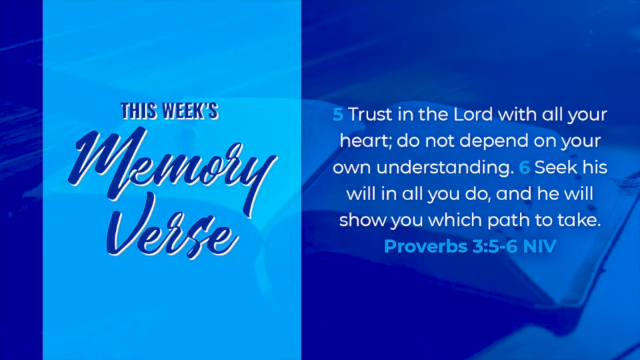 THIS WEEK'S
Memory
Verse
5 Trust in the Lord with all your
heart; do not depend on your
own understanding. 6 Seek his
will in all you do, and he will
show you which path to take.
Proverbs 3:5-6 NIV